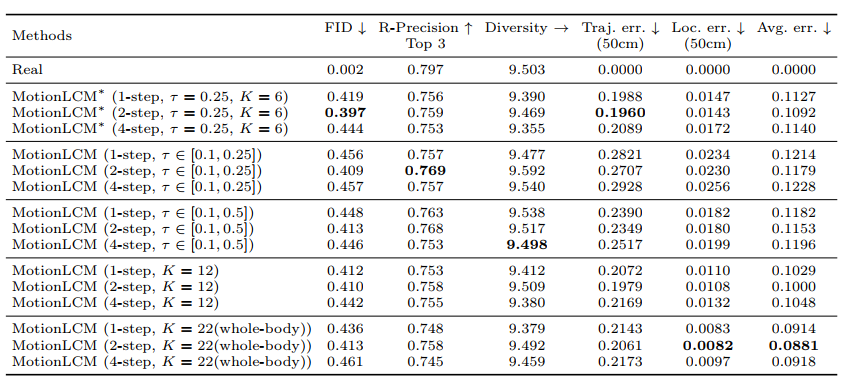 Methods FID ↓ R-Precision ↑ Diversity → Traj. err. ↓ Loc. err. ↓ Avg. err. ↓
Top 3 (50cm) (50cm)
Real 0.002 0.797 9.503 0.0000 0.0000 0.0000
MotionLCM* (1-step, τ = 0.25, K = 6) 0.419 0.756 9.390 0.1988 0.0147 0.1127
MotionLCM* (2-step, τ = 0.25, K = 6) 0.397 0.759 9.469 0.1960 0.0143 0.1092
MotionLCM* (4-step, τ = 0.25, K = 6) 0.444 0.753 9.355 0.2089 0.0172 0.1140
MotionLCM (1-step, τ ∈ [0.1, 0.25]) 0.456 0.757 9.477 0.2821 0.0234 0.1214
MotionLCM (2-step, τ ∈ [0.1, 0.25]) 0.409 0.769 9.592 0.2707 0.0230 0.1179
MotionLCM (4-step, τ ∈ [0.1, 0.25]) 0.457 0.757 9.540 0.2928 0.0256 0.1228
MotionLCM (1-step, τ ∈ [0.1, 0.5]) 0.448 0.763 9.538 0.2390 0.0182 0.1182
MotionLCM (2-step, τ ∈ [0.1, 0.5]) 0.413 0.768 9.517 0.2349 0.0180 0.1153
MotionLCM (4-step, τ ∈ [0.1, 0.5]) 0.446 0.753 9.498 0.2517 0.0199 0.1196
MotionLCM (1-step, K = 12) 0.412 0.753 9.412 0.2072 0.0110 0.1029
MotionLCM (2-step, K = 12) 0.410 0.758 9.509 0.1979 0.0108 0.1000
MotionLCM (4-step, K = 12) 0.442 0.755 9.380 0.2169 0.0132 0.1048
MotionLCM (1-step, K = 22(whole-body)) 0.436 0.748 9.379 0.2143 0.0083 0.0914
MotionLCM (2-step, K = 22(whole-body)) 0.413 0.758 9.492 0.2061 0.0082 0.0881
MotionLCM (4-step, K = 22(whole-body)) 0.461 0.745 9.459 0.2173 0.0097 0.0918